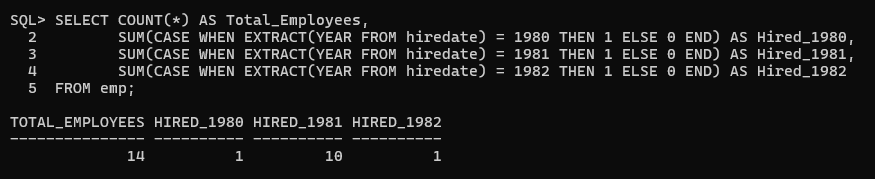 SQL> SELECT COUNT(*) AS Total_Employees,
  2         SUM(CASE WHEN EXTRACT(YEAR FROM hiredate) = 1980 THEN 1 ELSE 0 END) AS Hired_1980,
  3         SUM(CASE WHEN EXTRACT(YEAR FROM hiredate) = 1981 THEN 1 ELSE 0 END) AS Hired_1981,
  4         SUM(CASE WHEN EXTRACT(YEAR FROM hiredate) = 1982 THEN 1 ELSE 0 END) AS Hired_1982
  5  FROM emp;

TOTAL_EMPLOYEES HIRED_1980 HIRED_1981 HIRED_1982
--------------- ---------- ---------- ----------
             14          1         10          1